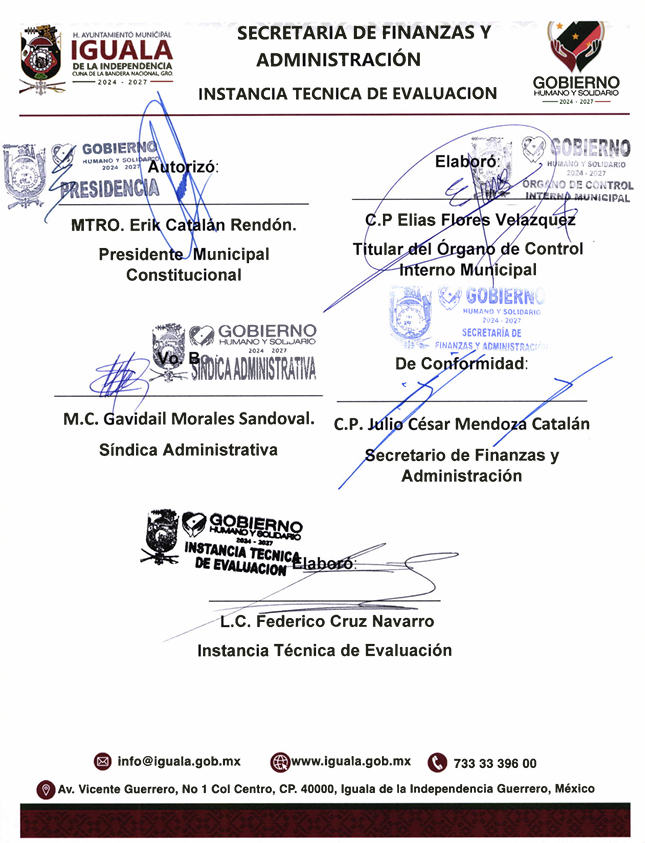 H. AYUNTAMIENTO MUNICIPAL
IGUALA
DE LA INDEPENDENCIA
CUNA DE LA BANDERA NACIONAL, GRO.
2024 - 2027
SECRETARIA DE FINANZAS Y
ADMINISTRACIÓN
INSTANCIA TECNICA DE EVALUACION
GOBIERNO
HUMANO Y SOLIDARIO
2024 - 2027
GOBIERNO
HUMANO Y SOLIDARIO
2024 2027
PRESIDENCIA
Autorizó:
MTRO. Erik Catalán Rendón.
Presidente Municipal
Constitucional
GOBIERNO
HUMANO Y SOLIDARIO
2024 - 2027
ÓRGANO DE CONTROL
INTERNO MUNICIPAL
Elaboró:
C.P Elias Flores Velazquez
Titular del Órgano de Control
Interno Municipal
GOBIERNO
HUMANO Y SOLIDARIO
2024 2027
SÍNDICA ADMINISTRATIVA
Vo. B
M.C. Gavidail Morales Sandoval.
Síndica Administrativa
GOBIERNO
HUMANO Y SOLIDARIO
2024 - 2027
SECRETARÍA DE
FINANZAS Y ADMINISTRACIÓN
De Conformidad:
C.P. Julio César Mendoza Catalán
Secretario de Finanzas y
Administración
GOBIERNO
HUMANO Y SOLIDARIO
2024 - 2027
INSTANCIA TECNICA
DE EVALUACION
Elaboró:
L.C. Federico Cruz Navarro
Instancia Técnica de Evaluación
info@iguala.gob.mx
www.iguala.gob.mx
733 33 396 00
Av. Vicente Guerrero, No 1 Col Centro, CP. 40000, Iguala de la Independencia Guerrero, México